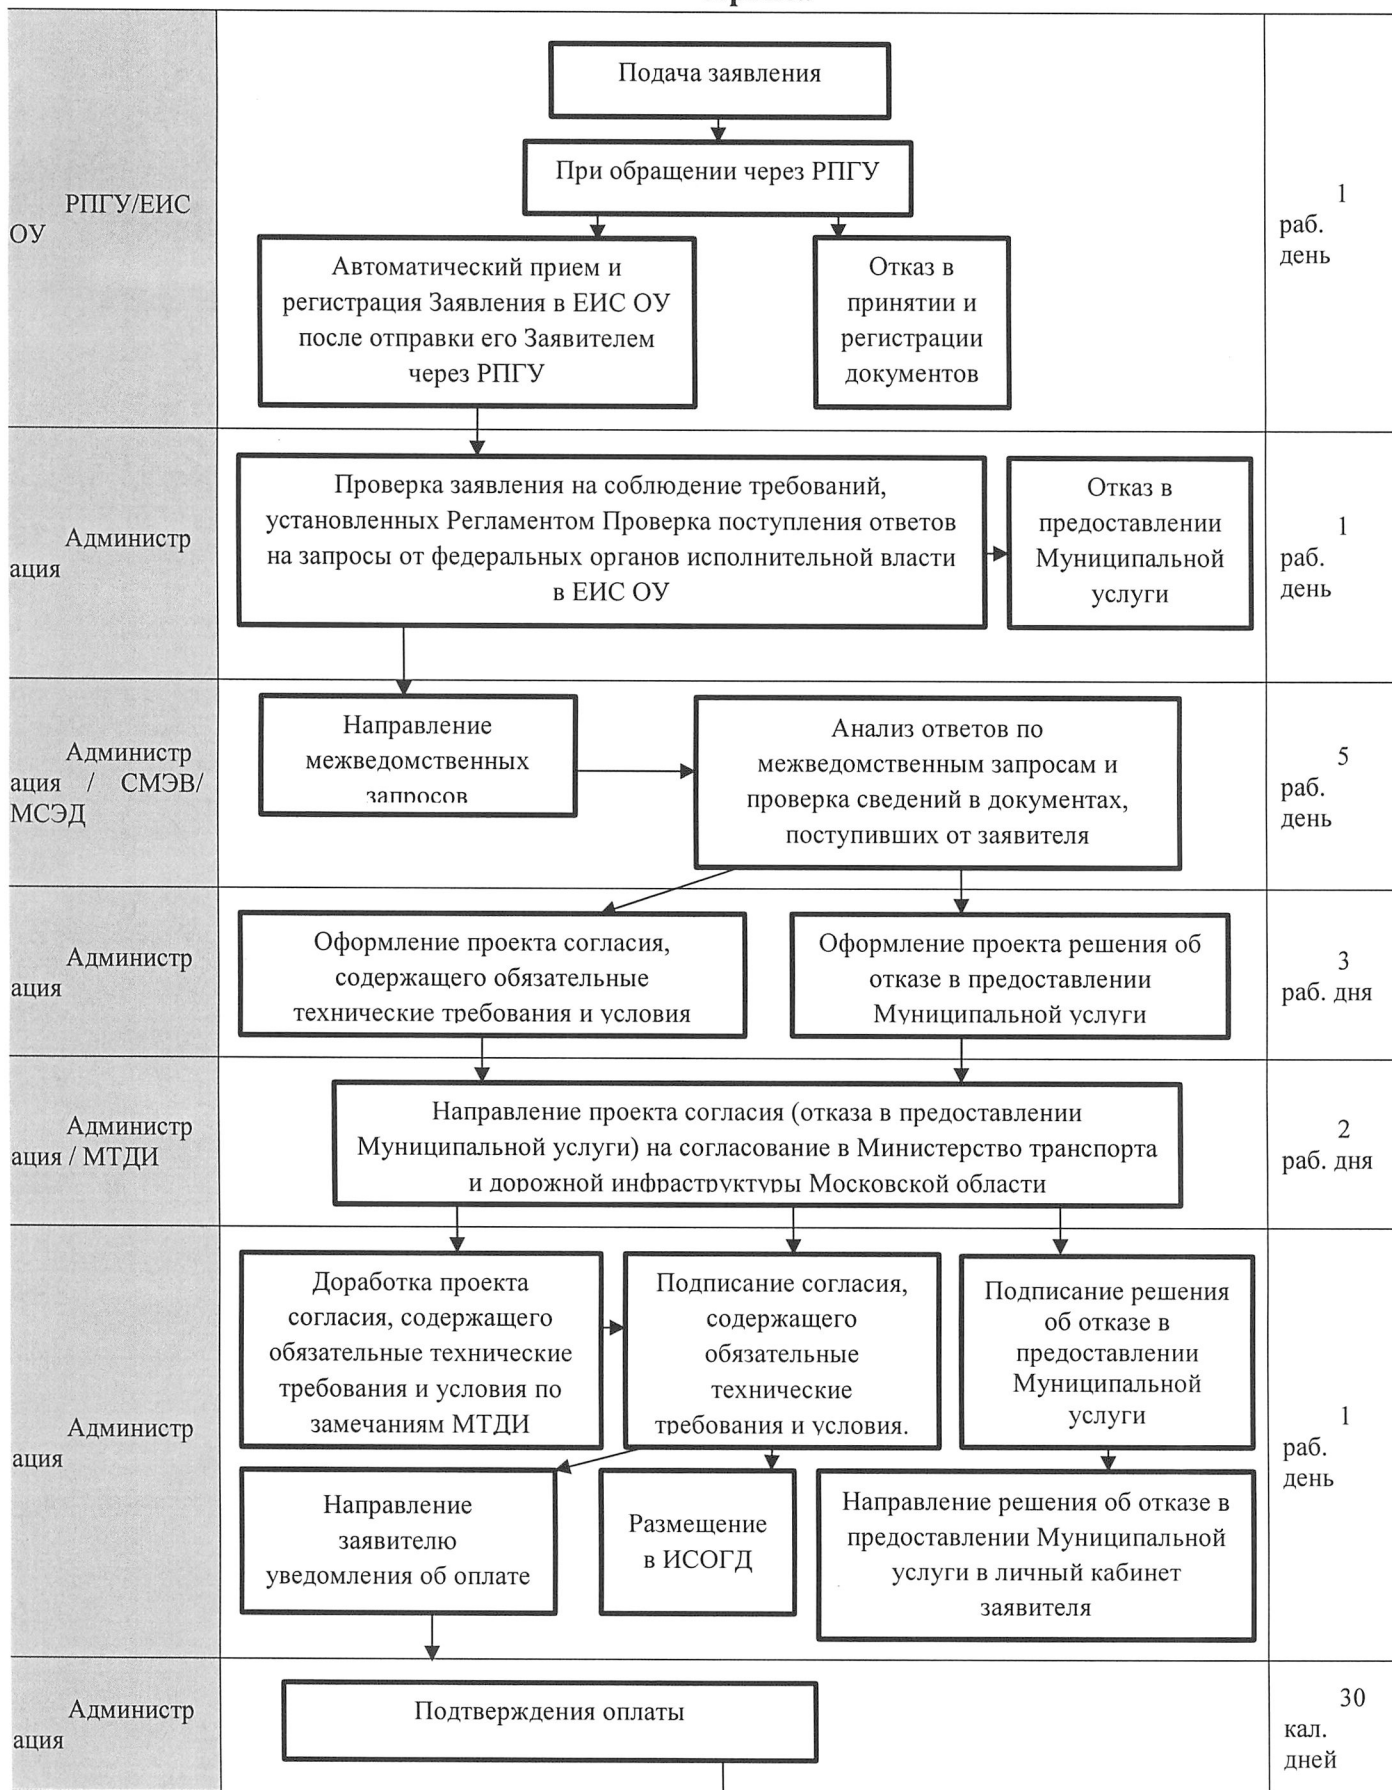 Подача заявления
При обращении через РПГУ
РПГУ/ЕИС
ОУ
1
раб.
день
Автоматический прием и
регистрация Заявления в ЕИС ОУ
после отправки его Заявителем
через РПГУ
Отказ в
принятии и
регистрации
документов
Администр
ация
Проверка заявления на соблюдение требований,
установленных Регламентом Проверка поступления ответов
на запросы от федеральных органов исполнительной власти
в ЕИС ОУ
Отказ в
предоставлении
Муниципальной
услуги
1
раб.
день
Администр
ация / СМЭВ/
МСЭД
Направление
межведомственных
запросов
Анализ ответов по
межведомственным запросам и
проверка сведений в документах,
поступивших от заявителя
5
раб.
день
Администр
ация
Оформление проекта согласия,
содержащего обязательные
технические требования и условия
Оформление проекта решения об
отказе в предоставлении
Муниципальной услуги
3
раб. дня
Администр
ация / МТДИ
Направление проекта согласия (отказа в предоставлении
Муниципальной услуги) на согласование в Министерство транспорта
и дорожной инфраструктуры Московской области
2
раб. дня
Администр
ация
Доработка проекта
согласия, содержащего
обязательные технические
требования и условия по
замечаниям МТДИ
Подписание согласия,
содержащего
обязательные
технические
требования и условия.
Подписание решения
об отказе в
предоставлении
Муниципальной
услуги
1
раб.
день
Направление
заявителю
уведомления об оплате
Размещение
в ИСОГД
Направление решения об отказе в
предоставлении Муниципальной
услуги в личный кабинет
заявителя
Администр
ация
Подтверждения оплаты
30
кал.
дней